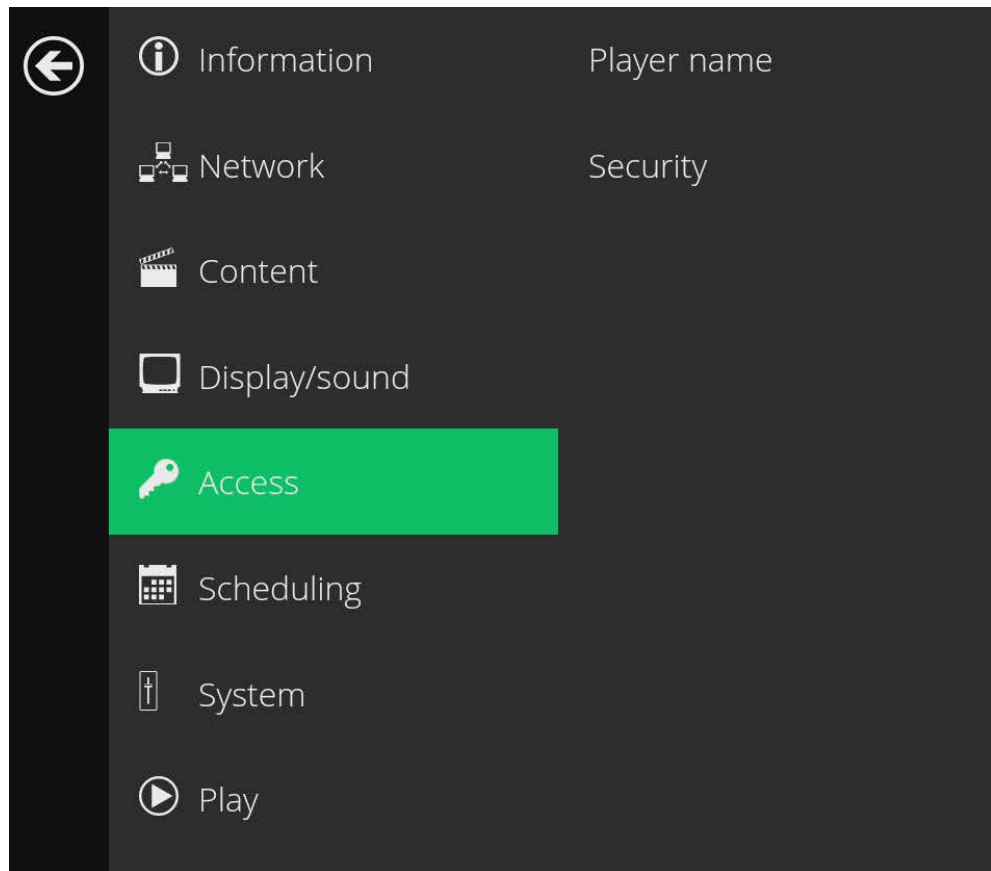 Information
Network
Content
Display/sound
Access
Scheduling
System
Play
Player name
Security